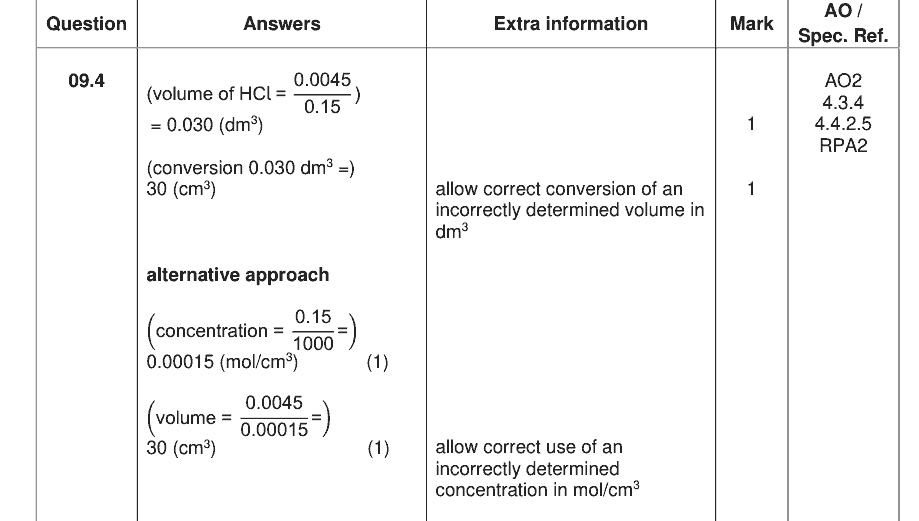 Question Answers Extra information Mark AO / Spec. Ref.
09.4 (volume of HCl = 0.0045 / 0.15 ) AO2
4.3.4
= 0.030 (dm³) 1 4.4.2.5
RPA2
(conversion 0.030 dm³ =)
30 (cm³) allow correct conversion of an 1
incorrectly determined volume in
dm³
alternative approach
(concentration = 0.15 / 1000 =)
0.00015 (mol/cm³) (1)
(volume = 0.0045 / 0.00015 =)
30 (cm³) (1) allow correct use of an
incorrectly determined
concentration in mol/cm³